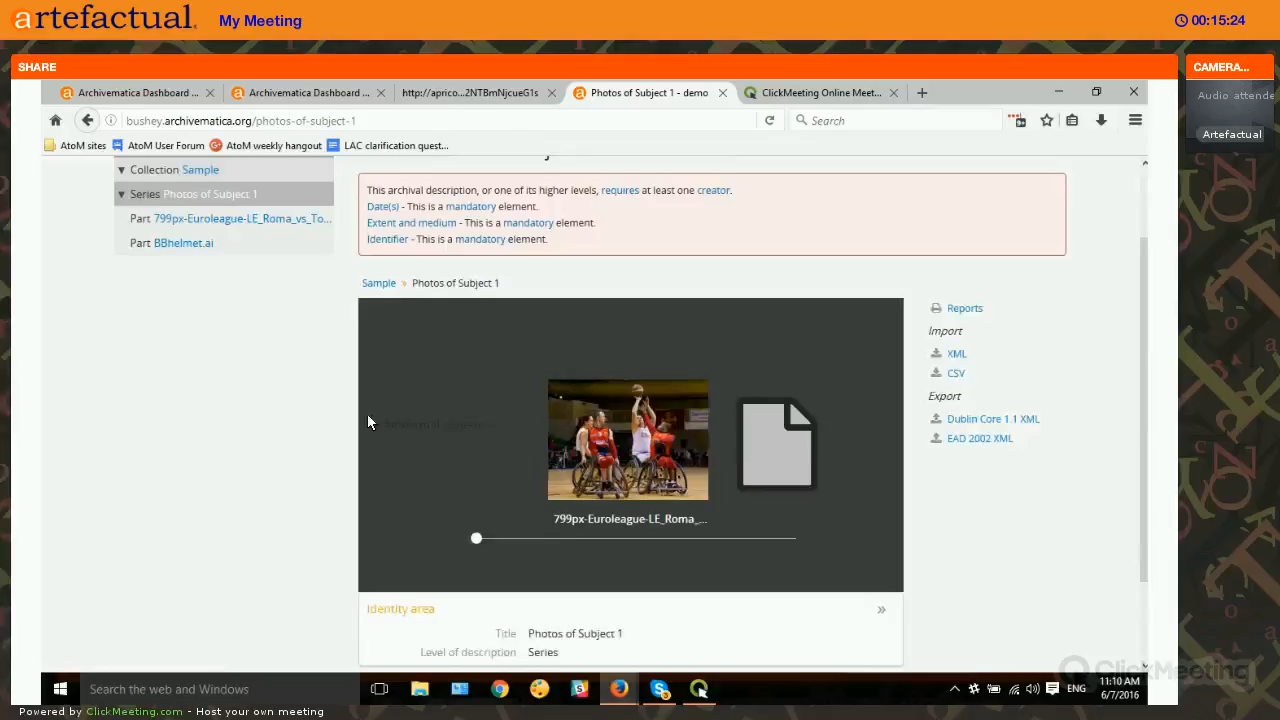 artefactual.
My Meeting
00:15:24
SHARE
CAMERA...
Archivematica Dashboard ...
Archivematica Dashboard ...
http://aprico...2NTBmNjcueG1s
Photos of Subject 1 - demo
ClickMeeting Online Meet...
Audio attende
Artefactual
bushey.archivematica.org/photos-of-subject-1
Search
AtoM sites
AtoM User Forum
AtoM weekly hangout
LAC clarification quest...
Collection Sample
Series Photos of Subject 1
Part 799px-Euroleague-LE_Roma_vs_To...
Part BBhelmet.ai
This archival description, or one of its higher levels, requires at least one creator.
Date(s) - This is a mandatory element.
Extent and medium - This is a mandatory element.
Identifier - This is a mandatory element.
Sample » Photos of Subject 1
Reports
Import
XML
CSV
Export
Dublin Core 1.1 XML
EAD 2002 XML
799px-Euroleague-LE_Roma_...
Identity area
Title Photos of Subject 1
Level of description Series
ClickMeeting
Search the web and Windows
ENG
11:10 AM
6/7/2016
Powered by ClickMeeting.com - Host your own meeting